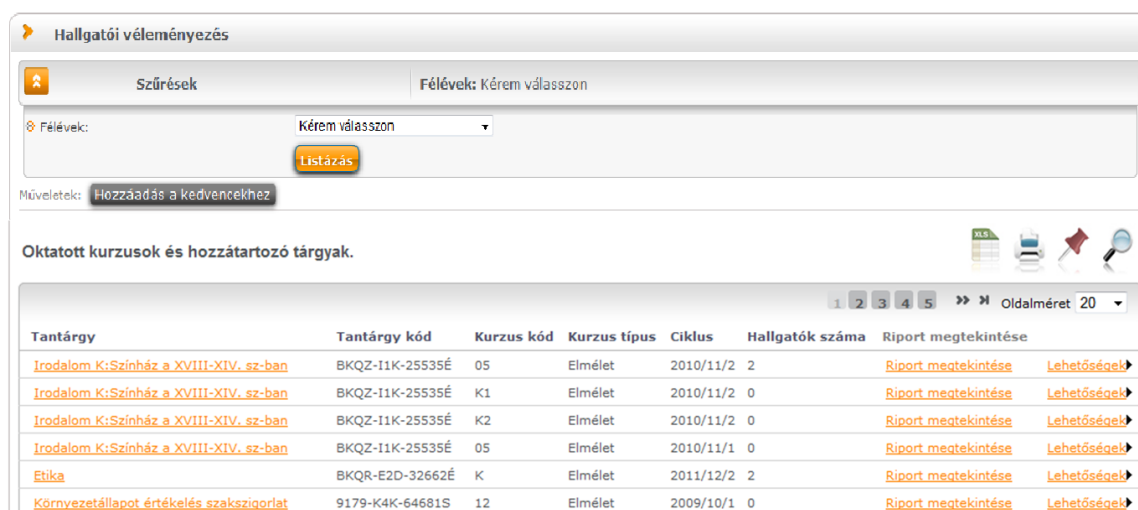 Hallgatói véleményezés
Szűrések Félévek: Kérem válasszon
Félévek: Kérem válasszon
Listázás
Műveletek: Hozzáadás a kedvencekhez
Oktatott kurzusok és hozzátartozó tárgyak.
XLS
1 2 3 4 5 Oldalméret 20
Tantárgy Tantárgy kód Kurzus kód Kurzus típus Ciklus Hallgatók száma Riport megtekintése
Irodalom K:Színház a XVIII-XIV. sz-ban BKQZ-I1K-25535É 05 Elmélet 2010/11/2 2 Riport megtekintése Lehetőségek
Irodalom K:Színház a XVIII-XIV. sz-ban BKQZ-I1K-25535É K1 Elmélet 2010/11/2 0 Riport megtekintése Lehetőségek
Irodalom K:Színház a XVIII-XIV. sz-ban BKQZ-I1K-25535É K2 Elmélet 2010/11/2 0 Riport megtekintése Lehetőségek
Irodalom K:Színház a XVIII-XIV. sz-ban BKQZ-I1K-25535É 05 Elmélet 2010/11/1 0 Riport megtekintése Lehetőségek
Etika BKQR-E2D-32662É K Elmélet 2011/12/2 2 Riport megtekintése Lehetőségek
Környezetállapot értékelés szakszigorlat 9179-K4K-64681S 12 Elmélet 2009/10/1 0 Riport megtekintése Lehetőségek